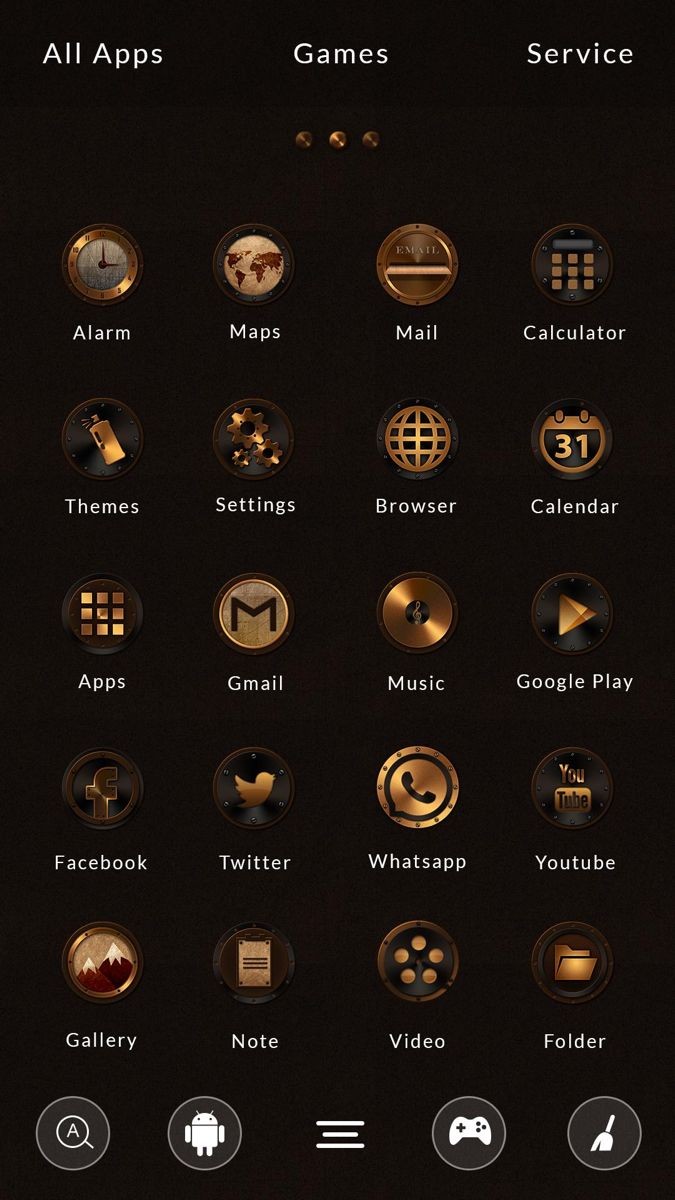 All Apps Games Service
EMAIL
Alarm Maps Mail Calculator
31
Themes Settings Browser Calendar
M
Apps Gmail Music Google Play
f You
Tube
Facebook Twitter Whatsapp Youtube
Gallery Note Video Folder
A